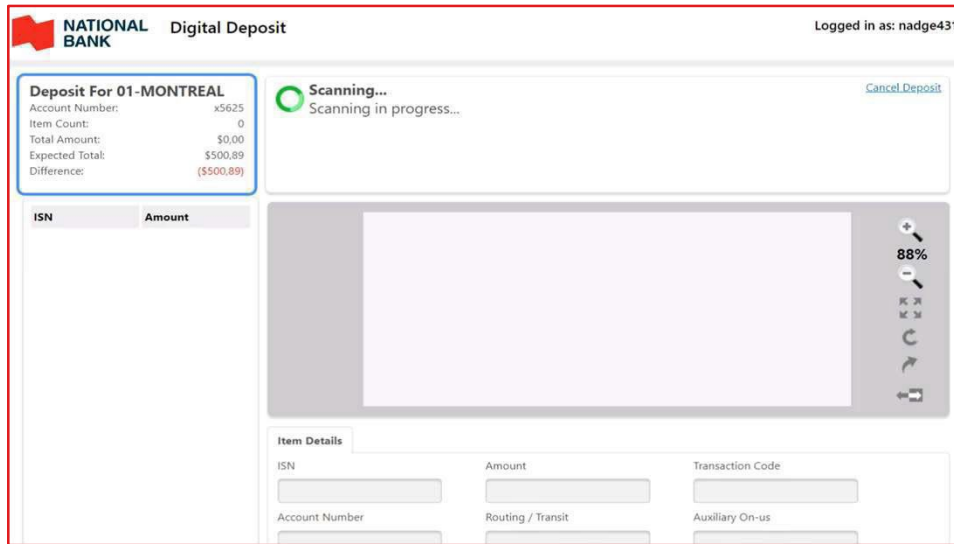 NATIONAL BANK
Digital Deposit
Logged in as: nadge431
Deposit For 01-MONTREAL
Account Number: x5625
Item Count: 0
Total Amount: $0,00
Expected Total: $500,89
Difference: ($500,89)
Scanning...
Scanning in progress...
Cancel Deposit
ISN Amount
88%
Item Details
ISN Amount Transaction Code
Account Number Routing / Transit Auxiliary On-us